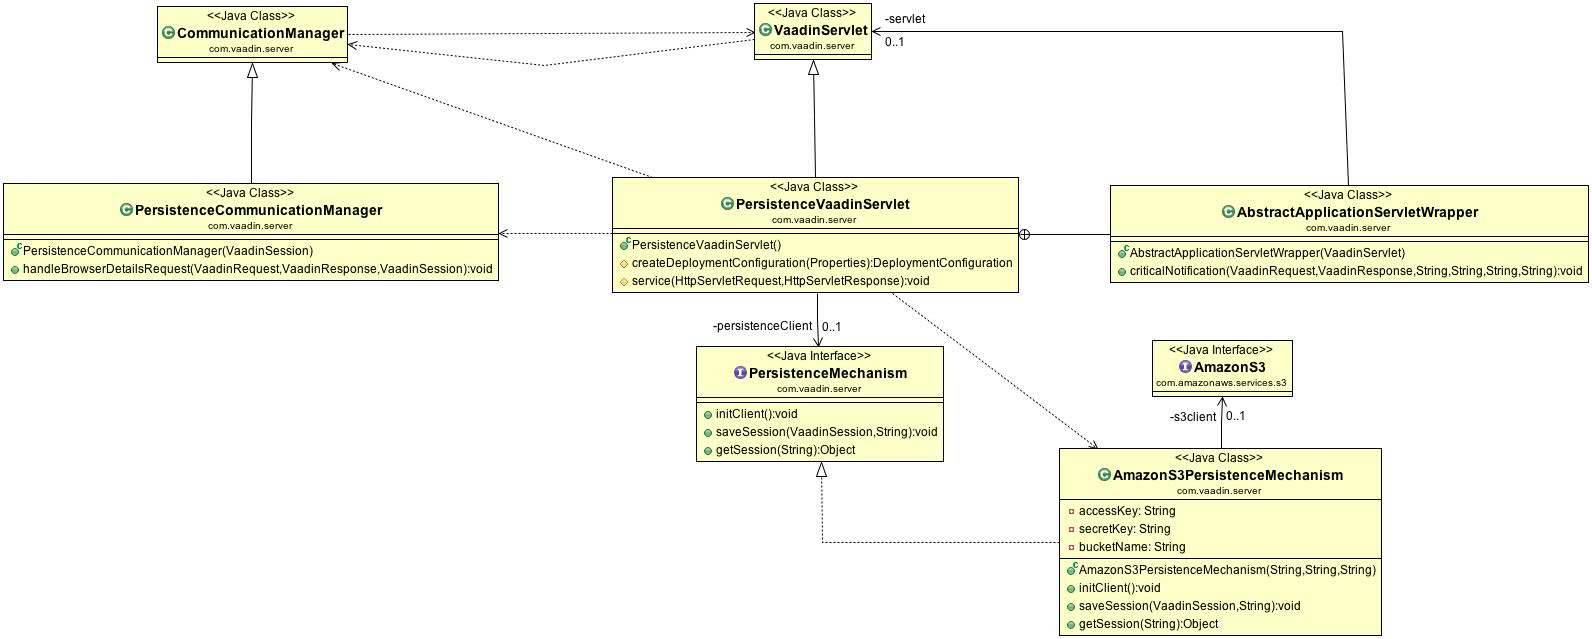 <<Java Class>>
CommunicationManager
com.vaadin.server
<<Java Class>>
VaadinServlet
com.vaadin.server
-servlet
0..1
<<Java Class>>
PersistenceCommunicationManager
com.vaadin.server
PersistenceCommunicationManager(VaadinSession)
handleBrowserDetailsRequest(VaadinRequest,VaadinResponse,VaadinSession):void
<<Java Class>>
PersistenceVaadinServlet
com.vaadin.server
PersistenceVaadinServlet()
createDeploymentConfiguration(Properties):DeploymentConfiguration
service(HttpServletRequest,HttpServletResponse):void
<<Java Class>>
AbstractApplicationServletWrapper
com.vaadin.server
AbstractApplicationServletWrapper(VaadinServlet)
criticalNotification(VaadinRequest,VaadinResponse,String,String,String,String):void
-persistenceClient 0..1
<<Java Interface>>
PersistenceMechanism
com.vaadin.server
initClient():void
saveSession(VaadinSession,String):void
getSession(String):Object
<<Java Interface>>
AmazonS3
com.amazonaws.services.s3
-s3client 0..1
<<Java Class>>
AmazonS3PersistenceMechanism
com.vaadin.server
accessKey: String
secretKey: String
bucketName: String
AmazonS3PersistenceMechanism(String,String,String)
initClient():void
saveSession(VaadinSession,String):void
getSession(String):Object